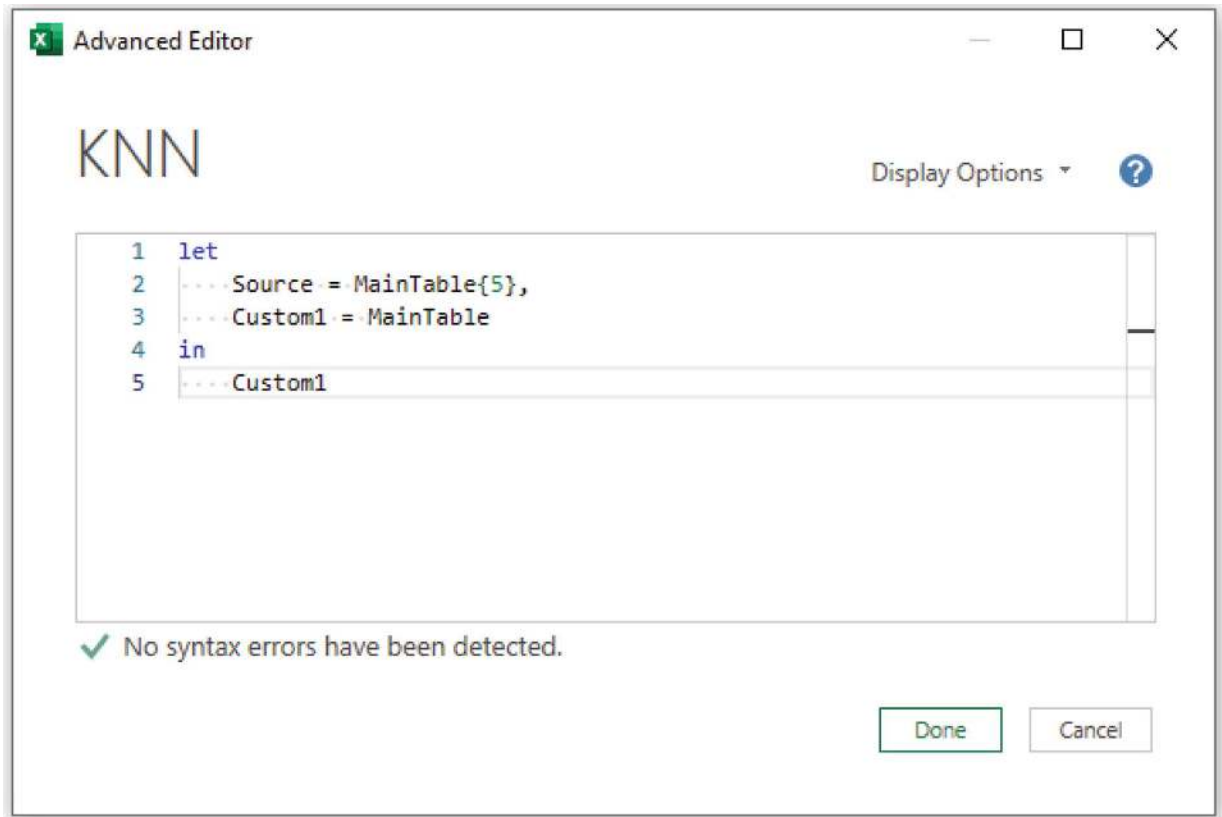 Advanced Editor
KNN
Display Options
?
1 let
2 Source = MainTable{5},
3 Custom1 = MainTable
4 in
5 Custom1
No syntax errors have been detected.
Done Cancel